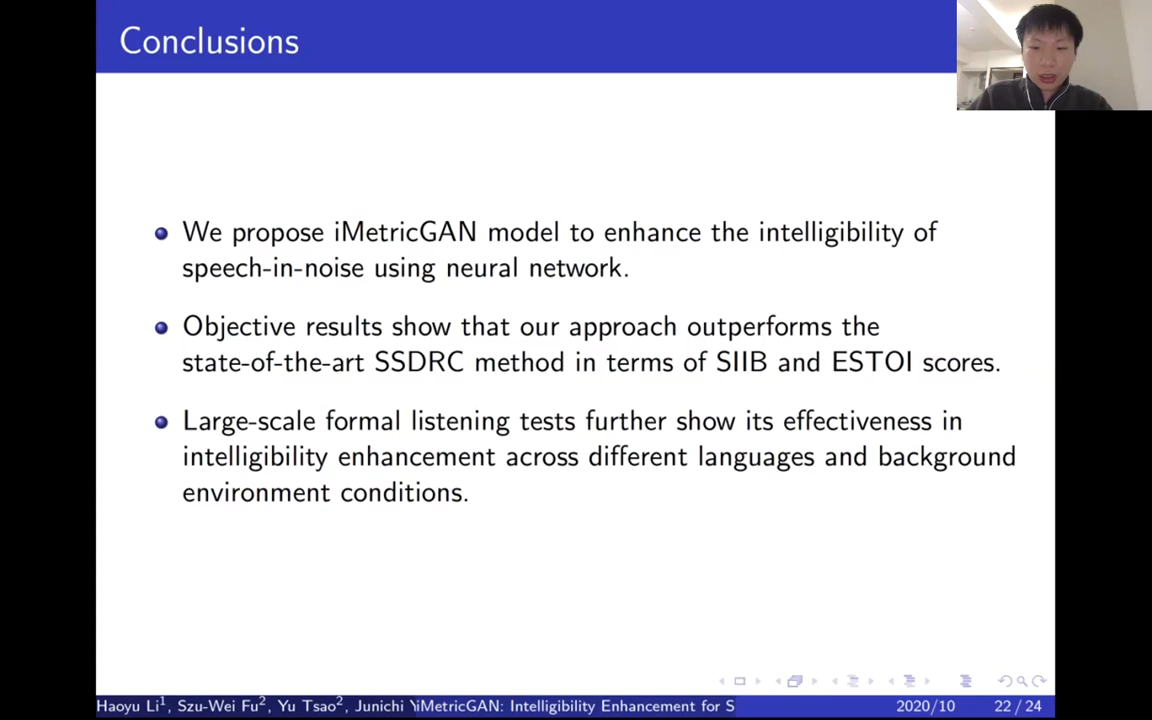 Conclusions
We propose iMetricGAN model to enhance the intelligibility of
speech-in-noise using neural network.
Objective results show that our approach outperforms the
state-of-the-art SSDRC method in terms of SIIB and ESTOI scores.
Large-scale formal listening tests further show its effectiveness in
intelligibility enhancement across different languages and background
environment conditions.
Haoyu Li¹, Szu-Wei Fu², Yu Tsao², Junichi Y iMetricGAN: Intelligibility Enhancement for S 2020/10 22 / 24